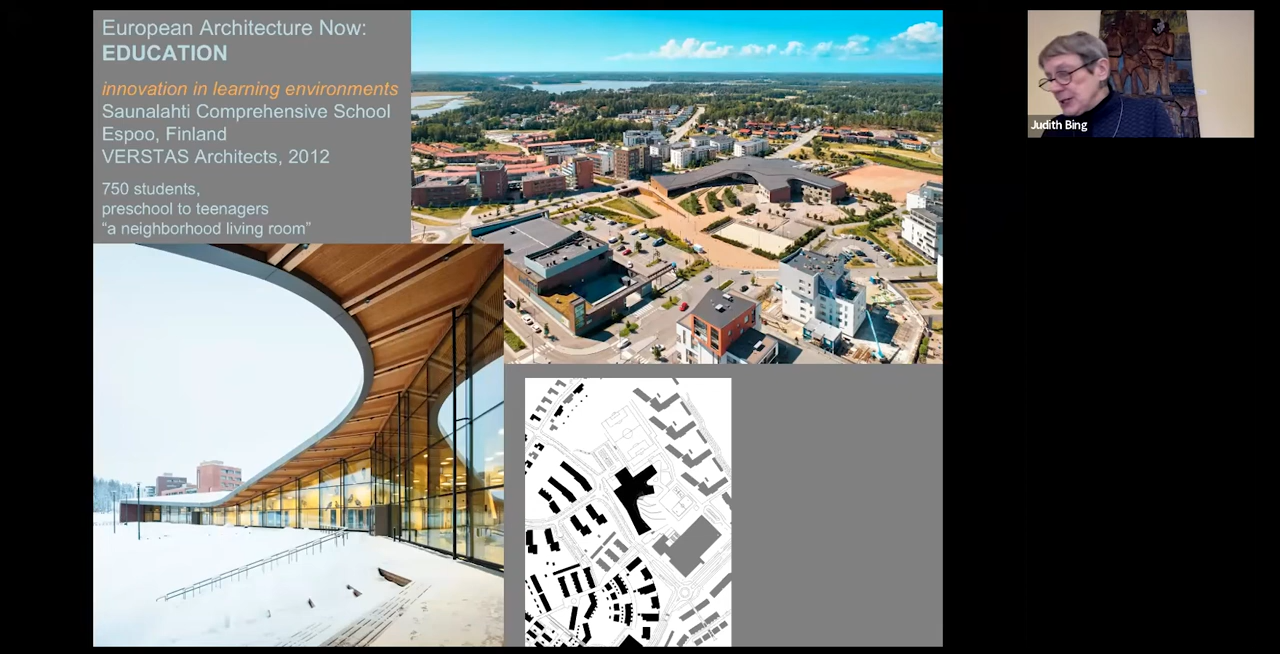 European Architecture Now:
EDUCATION
innovation in learning environments
Saunalahti Comprehensive School
Espoo, Finland
VERSTAS Architects, 2012
750 students,
preschool to teenagers
“a neighborhood living room”
Judith Bing